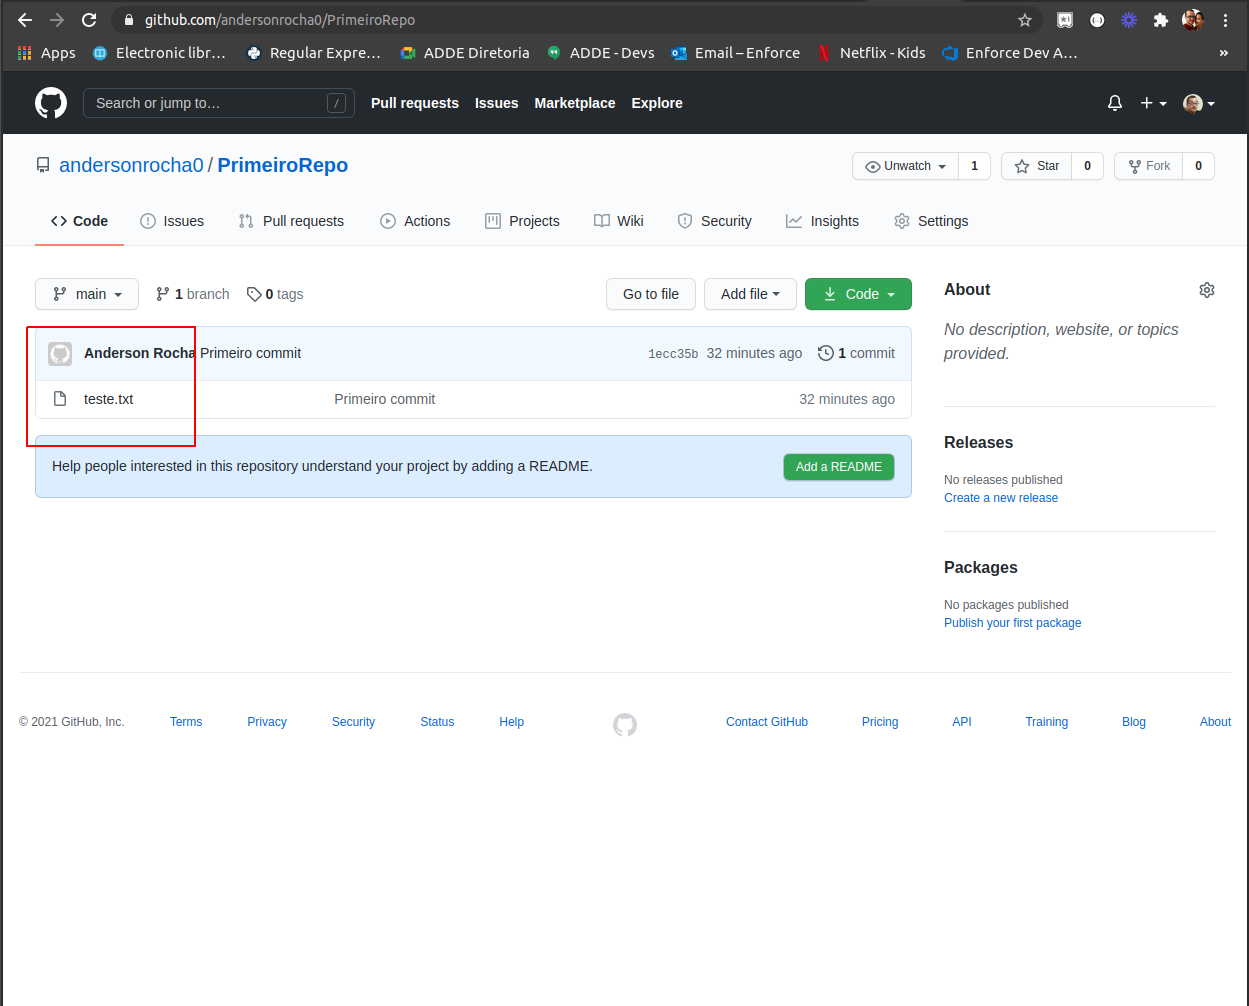 github.com/andersonrocha0/PrimeiroRepo
Apps Electronic libr… Regular Expre… ADDE Diretoria ADDE - Devs Email – Enforce Netflix - Kids Enforce Dev A… »
Search or jump to… / Pull requests Issues Marketplace Explore
andersonrocha0 / PrimeiroRepo Unwatch 1 Star 0 Fork 0
Code Issues Pull requests Actions Projects Wiki Security Insights Settings
main 1 branch 0 tags Go to file Add file Code
About
No description, website, or topics
provided.
Anderson Rocha Primeiro commit 1ecc35b 32 minutes ago 1 commit
teste.txt Primeiro commit 32 minutes ago
Help people interested in this repository understand your project by adding a README. Add a README
Releases
No releases published
Create a new release
Packages
No packages published
Publish your first package
© 2021 GitHub, Inc. Terms Privacy Security Status Help Contact GitHub Pricing API Training Blog About